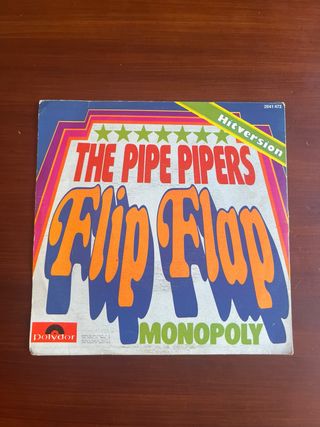 2041 472
Hitversion
THE PIPE PIPERS
Flip Flap
MONOPOLY
Polydor